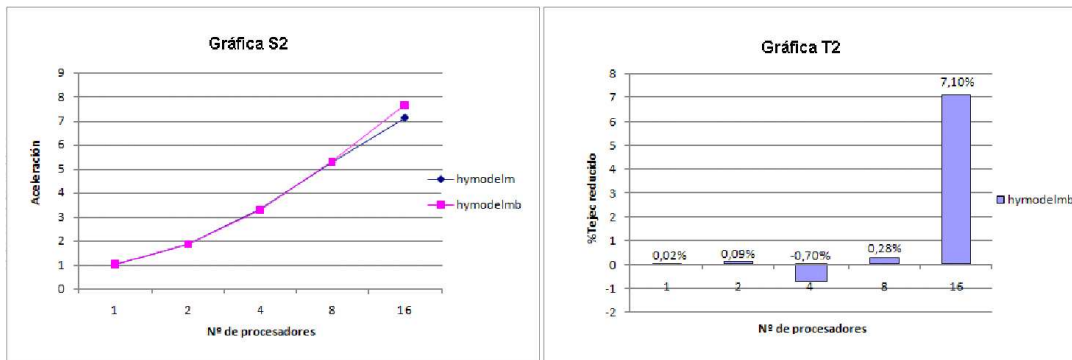 Gráfica S2
Aceleración
9
8
7
6
5
4
3
2
1
0
1 2 4 8 16
Nº de procesadores
hymodelm
hymodelmb
Gráfica T2
%Tejec reducido
8
7
6
5
4
3
2
1
0
-1
-2
0,02% 0,09% -0,70% 0,28% 7,10%
1 2 4 8 16
Nº de procesadores
hymodelmb